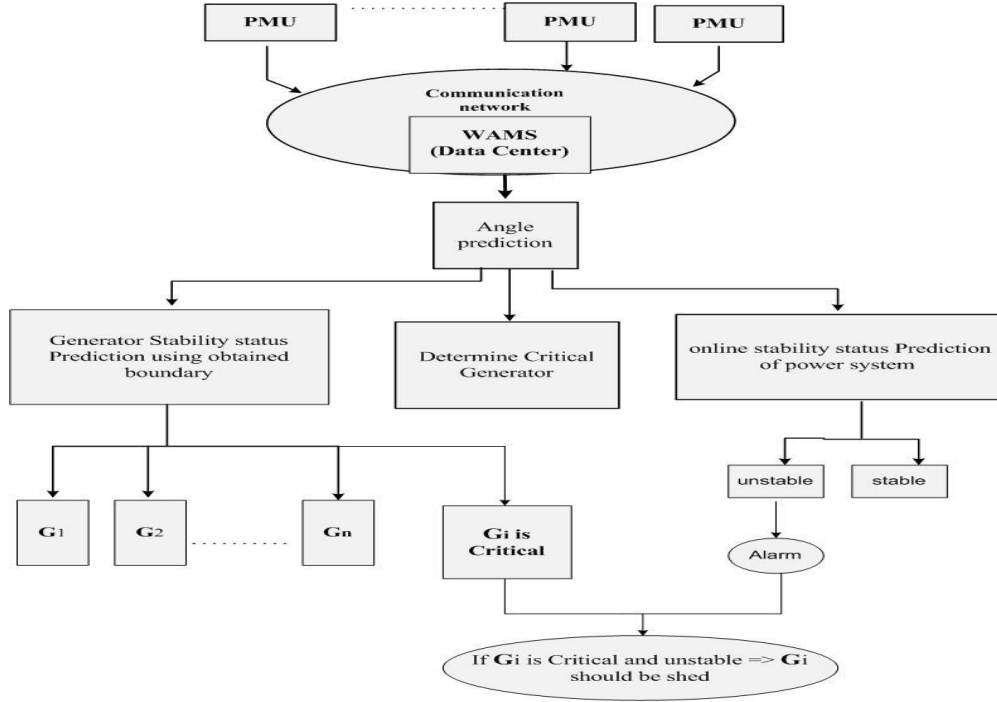 PMU
PMU
PMU
Communication
network
WAMS
(Data Center)
Angle
prediction
Generator Stability status
Prediction using obtained
boundary
Determine Critical
Generator
online stability status Prediction
of power system
unstable
stable
G1
G2
Gn
Gi is
Critical
Alarm
If Gi is Critical and unstable => Gi
should be shed